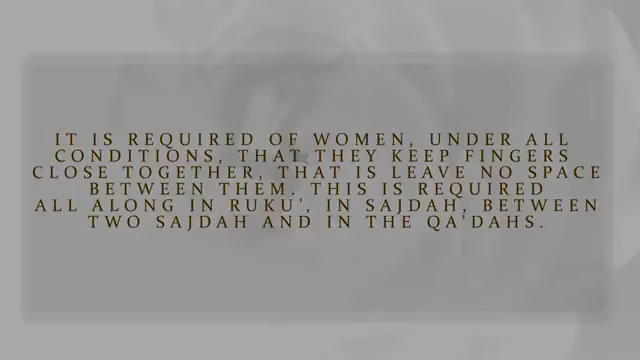 IT IS REQUIRED OF WOMEN, UNDER ALL
CONDITIONS, THAT THEY KEEP FINGERS
CLOSE TOGETHER, THAT IS LEAVE NO SPACE
BETWEEN THEM. THIS IS REQUIRED
ALL ALONG IN RUKU', IN SAJDAH, BETWEEN
TWO SAJDAH AND IN THE QA'DAHS.